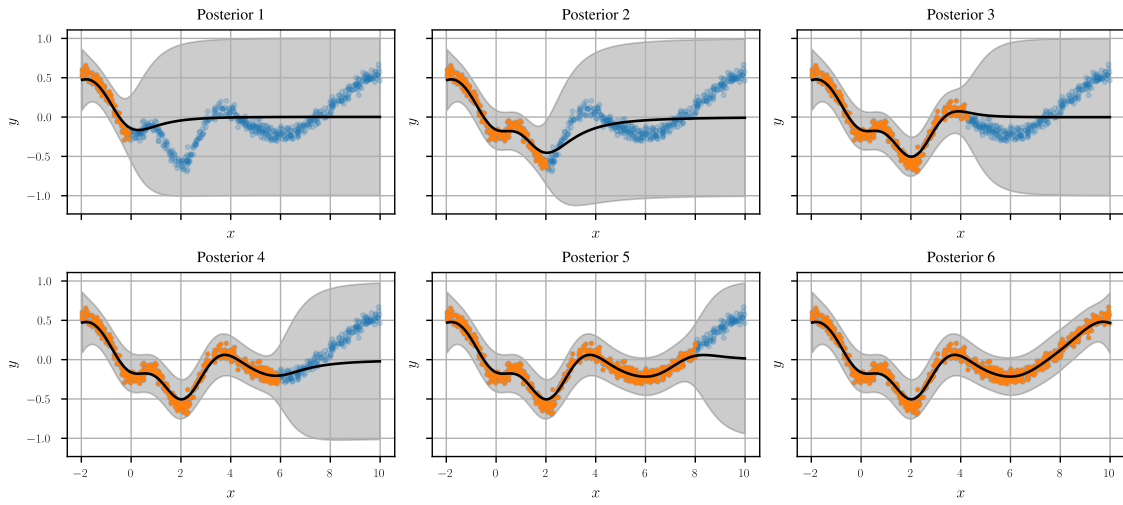 Posterior 1
Posterior 2
Posterior 3
1.0
0.5
0.0
−0.5
−1.0
y
y
y
x
x
x
Posterior 4
Posterior 5
Posterior 6
1.0
0.5
0.0
−0.5
−1.0
y
y
y
−2 0 2 4 6 8 10
−2 0 2 4 6 8 10
−2 0 2 4 6 8 10
x
x
x